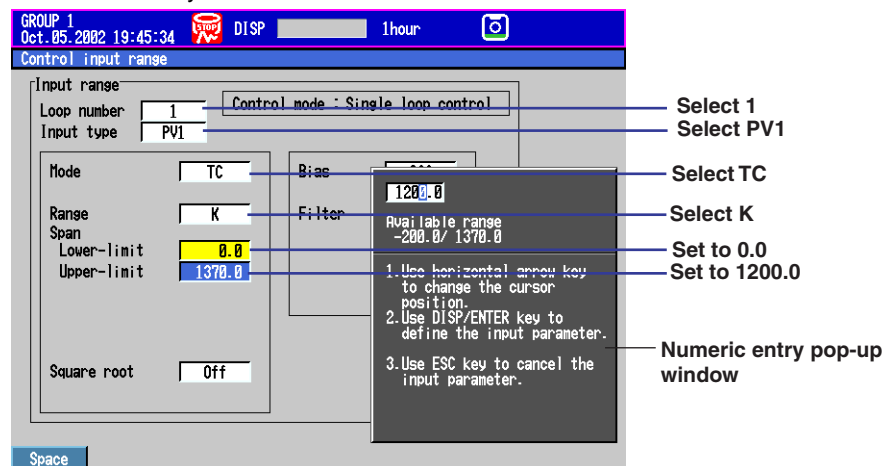 GROUP 1
Oct.05.2002 19:45:34
STOP
DISP
1hour
Control input range
Input range
Control mode : Single loop control
Loop number 1
Input type PV1
Select 1
Select PV1
Mode TC
Bias
Select TC
Range K
Filter
Select K
Span
Lower-limit 0.0
Set to 0.0
Upper-limit 1370.0
Set to 1200.0
Square root Off
1200.0
Available range
-200.0/ 1370.0
1.Use horizontal arrow key
to change the cursor
position.
2.Use DISP/ENTER key to
define the input parameter.
3.Use ESC key to cancel the
input parameter.
Numeric entry pop-up
window
Space